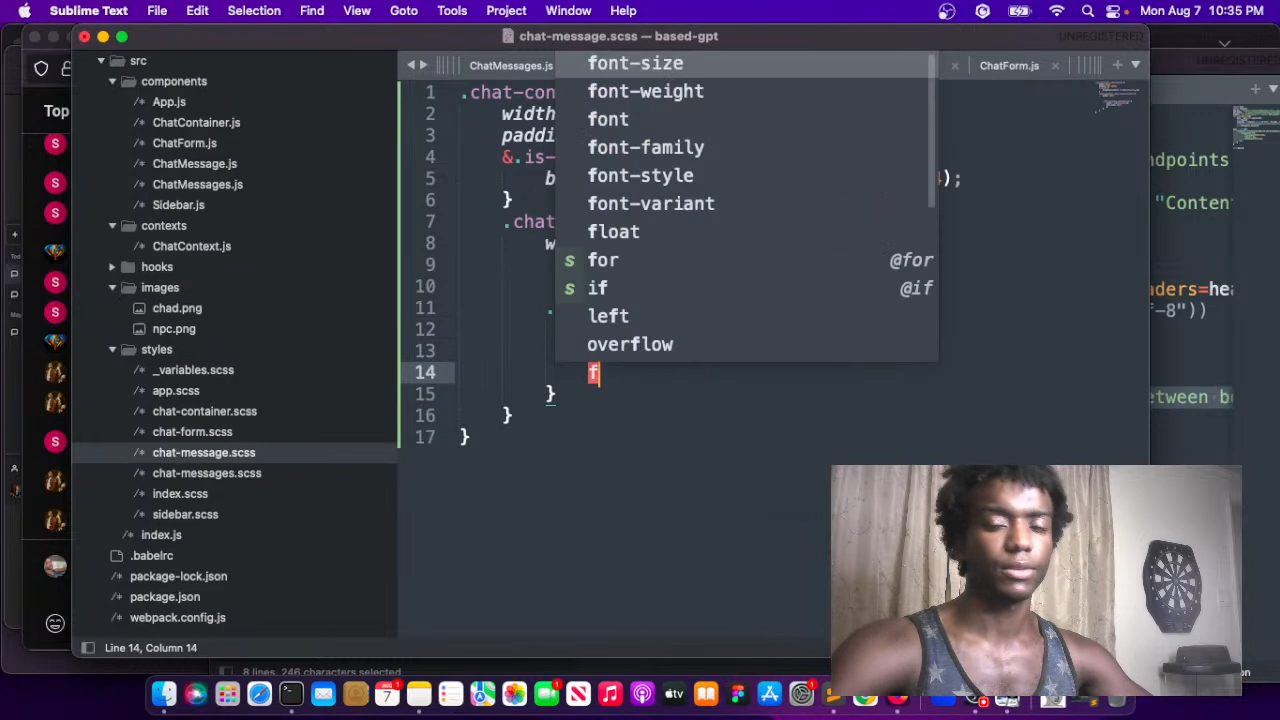 Sublime Text File Edit Selection Find View Goto Tools Project Window Help Mon Aug 7 10:35 PM
chat-message.scss — based-gpt UNREGISTERED
src
components
App.js
ChatContainer.js
ChatForm.js
ChatMessage.js
ChatMessages.js
Sidebar.js
contexts
ChatContext.js
hooks
images
chad.png
npc.png
styles
_variables.scss
app.scss
chat-container.scss
chat-form.scss
chat-message.scss
chat-messages.scss
index.scss
sidebar.scss
index.js
.babelrc
package-lock.json
package.json
webpack.config.js
Line 14, Column 14
Top
ChatMessages.js
ChatForm.js
1 .chat-con
2 width
3 paddi
4 &.is-
5 b );
6 }
7 .chat
8 w
9
10
11 .
12
13
14 f
15 }
16 }
17 }
font-size
font-weight
font
font-family
font-style
font-variant
float
s for @for
s if @if
left
overflow
ndpoints
"Conten
aders=hea
f-8"))
etween be
8 lines, 246 characters selected